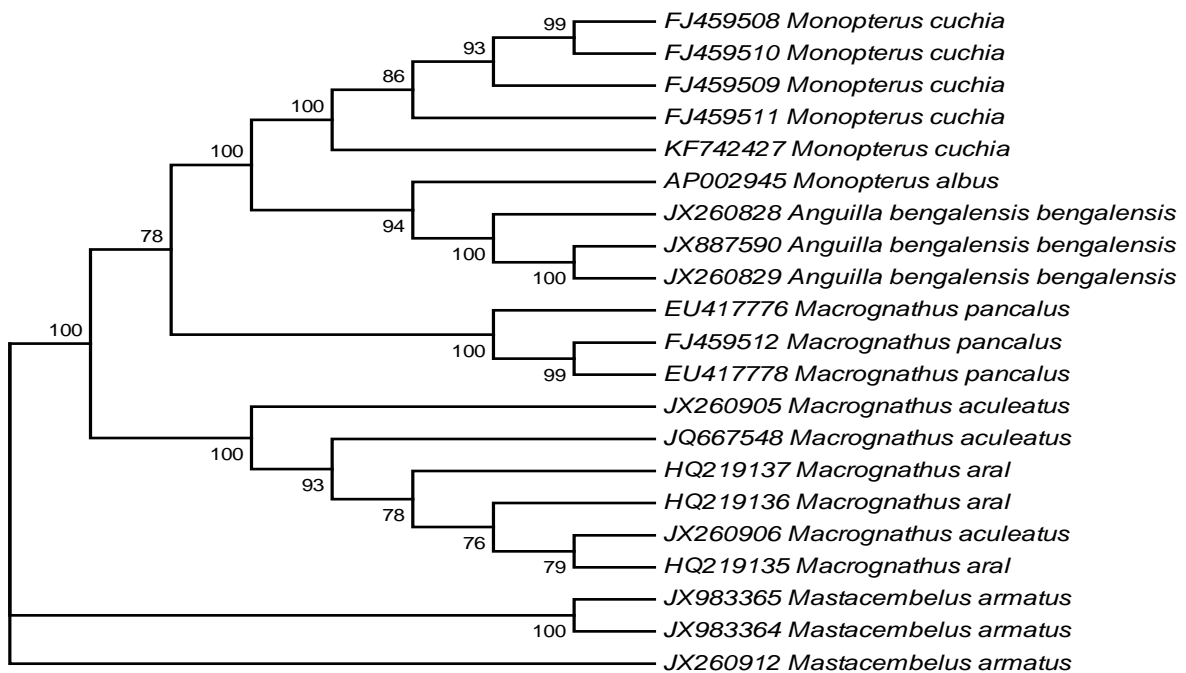 FJ459508 Monopterus cuchia
99
FJ459510 Monopterus cuchia
93
FJ459509 Monopterus cuchia
86
FJ459511 Monopterus cuchia
100
KF742427 Monopterus cuchia
100
AP002945 Monopterus albus
94
JX260828 Anguilla bengalensis bengalensis
78
JX887590 Anguilla bengalensis bengalensis
100
JX260829 Anguilla bengalensis bengalensis
100
EU417776 Macrognathus pancalus
100
FJ459512 Macrognathus pancalus
100
EU417778 Macrognathus pancalus
99
JX260905 Macrognathus aculeatus
JQ667548 Macrognathus aculeatus
100
HQ219137 Macrognathus aral
93
HQ219136 Macrognathus aral
78
JX260906 Macrognathus aculeatus
76
HQ219135 Macrognathus aral
79
JX983365 Mastacembelus armatus
JX983364 Mastacembelus armatus
100
JX260912 Mastacembelus armatus